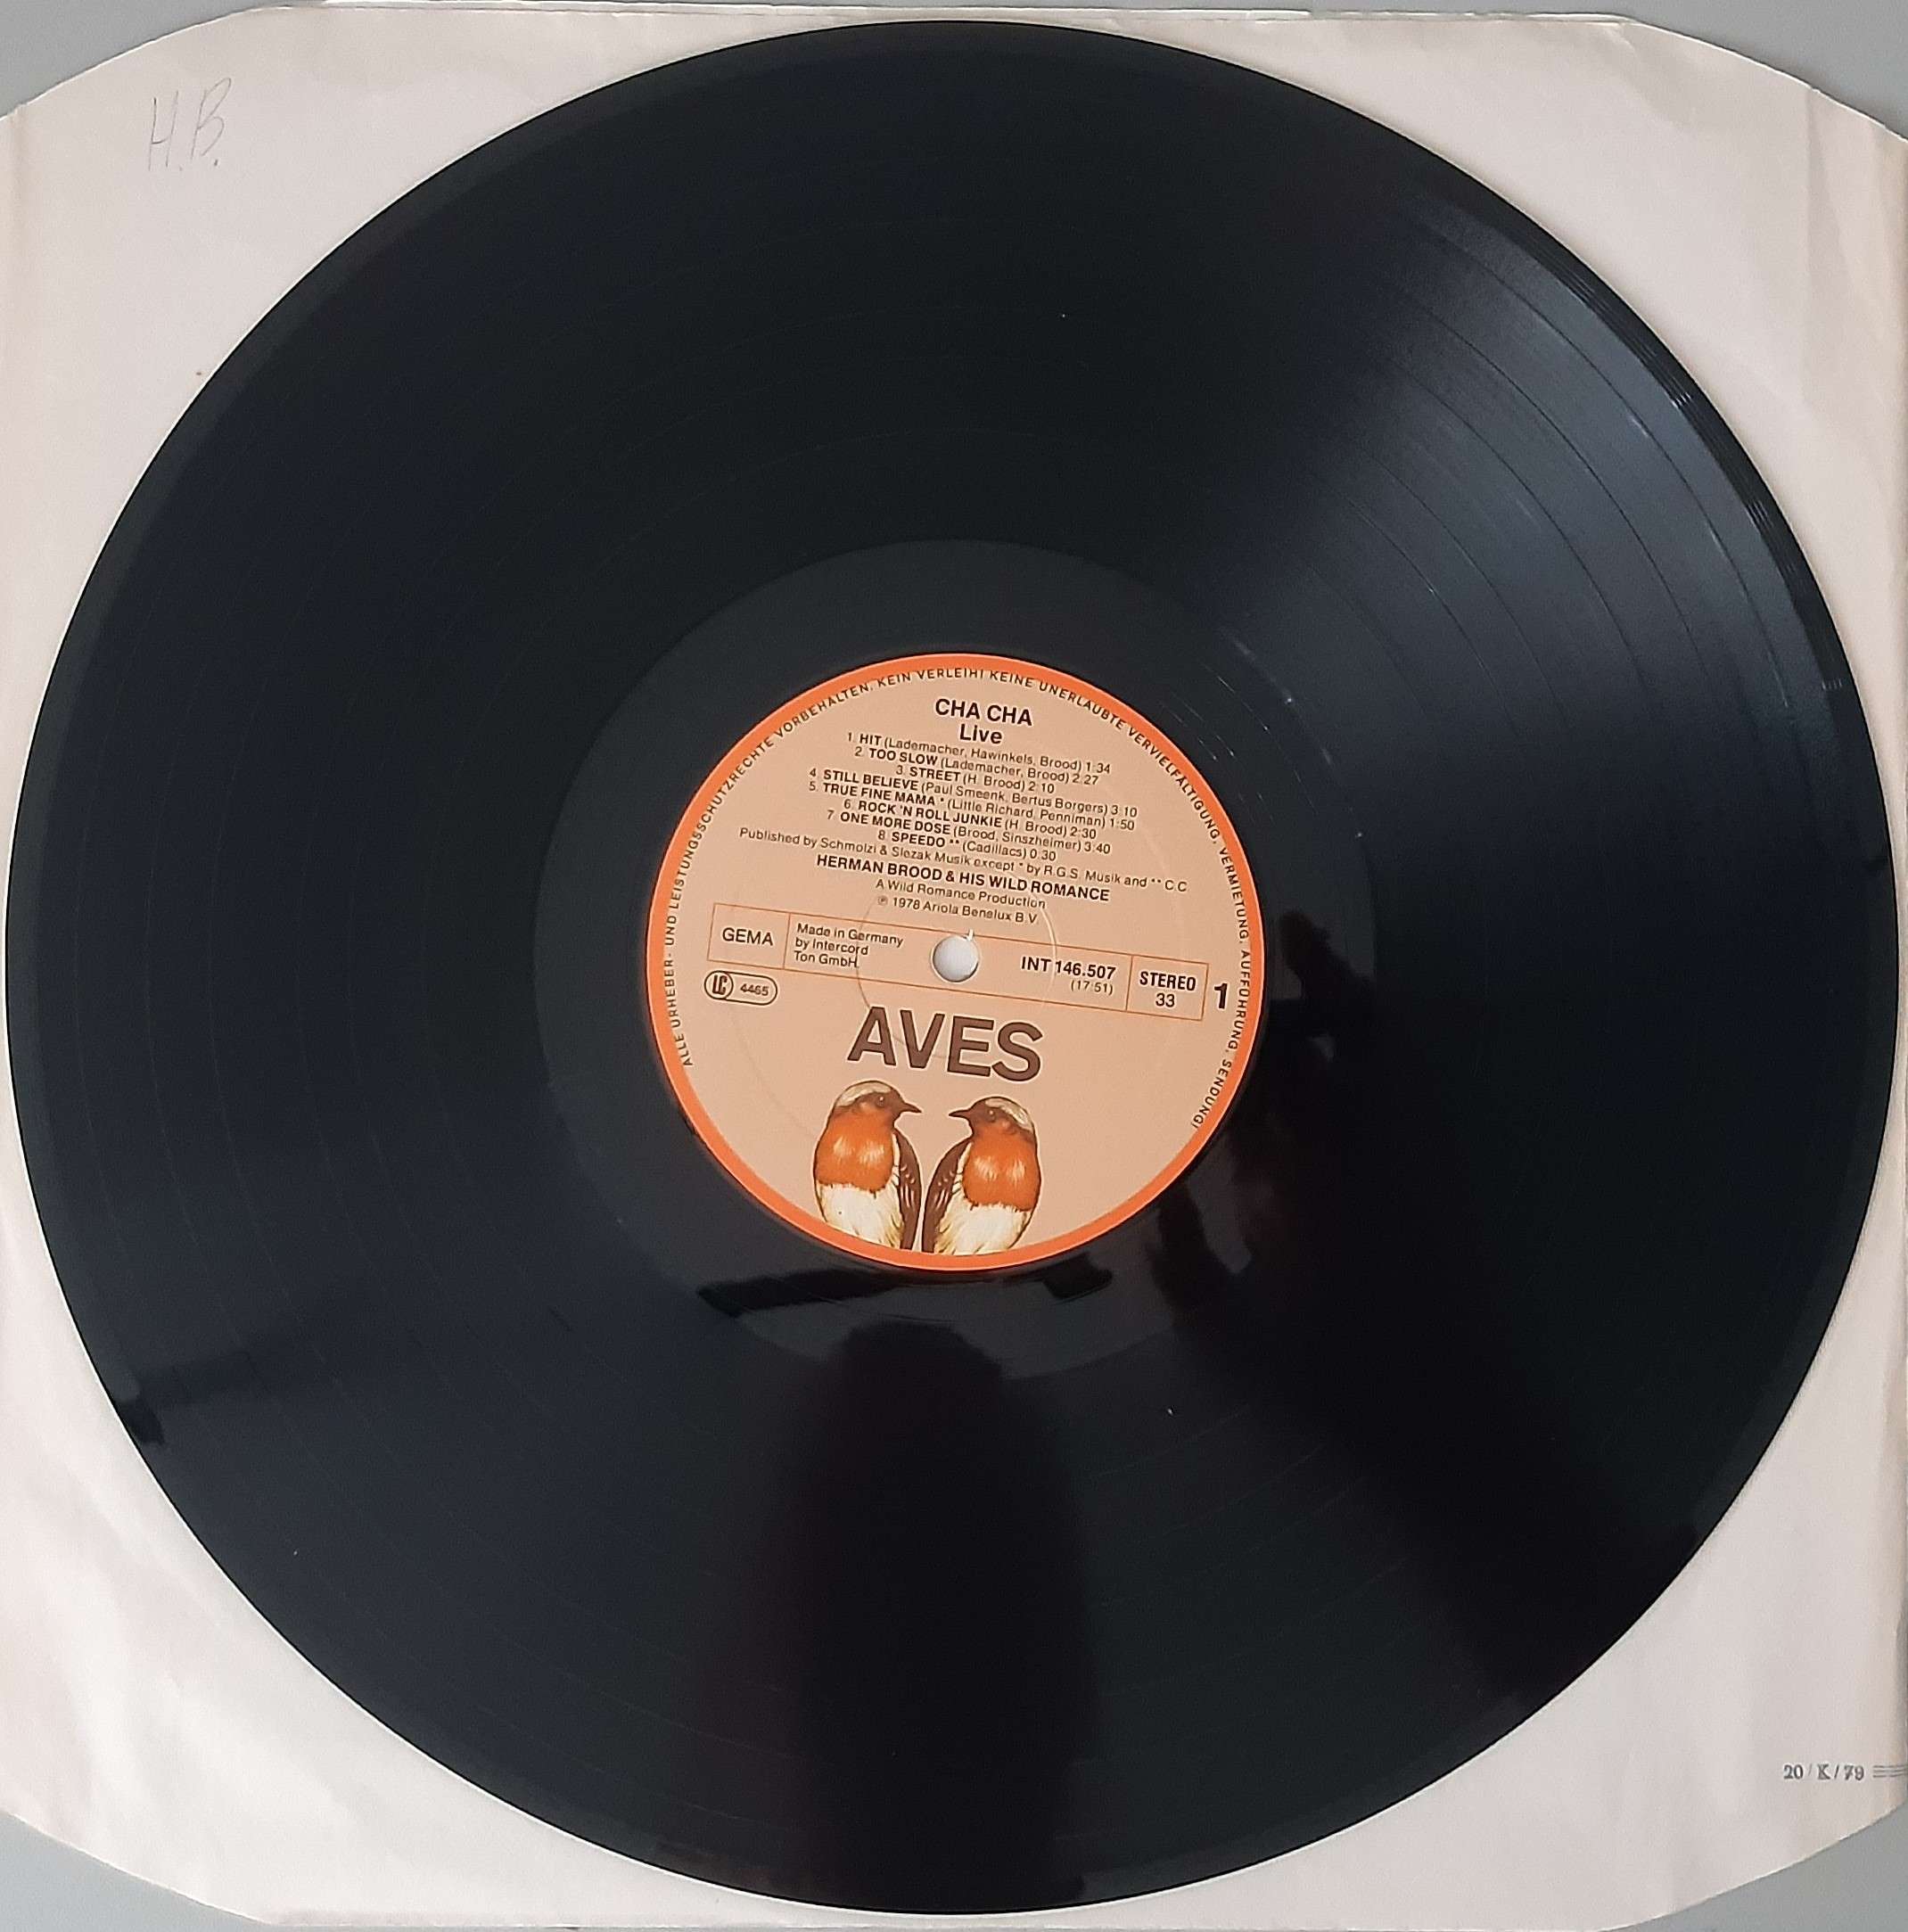 H.B.
ALLE URHEBER- UND LEISTUNGSSCHUTZRECHTE VORBEHALTEN. KEIN VERLEIH! KEINE UNERLAUBTE VERVIELFÄLTIGUNG, VERMIETUNG, AUFFÜHRUNG, SENDUNG!
CHA CHA
Live
1. HIT (Lademacher, Hawinkels, Brood) 1:34
2. TOO SLOW (Lademacher, Brood) 2:27
3. STREET (H. Brood) 2:10
4. STILL BELIEVE (Paul Smeenk, Bertus Borgers) 3:10
5. TRUE FINE MAMA * (Little Richard, Penniman) 1:50
6. ROCK 'N ROLL JUNKIE (H. Brood) 2:30
7. ONE MORE DOSE (Brood, Sinszheimer) 3:40
8. SPEEDO ** (Cadillacs) 0:30
Published by Schmolzi & Slezak Musik except * by R.G.S. Musik and ** C.C.
HERMAN BROOD & HIS WILD ROMANCE
A Wild Romance Production
℗ 1978 Ariola Benelux B.V.
GEMA
Made in Germany
by Intercord
Ton GmbH
INT 146.507
(17:51)
STEREO
33
1
LC 4465
AVES
20/K/79